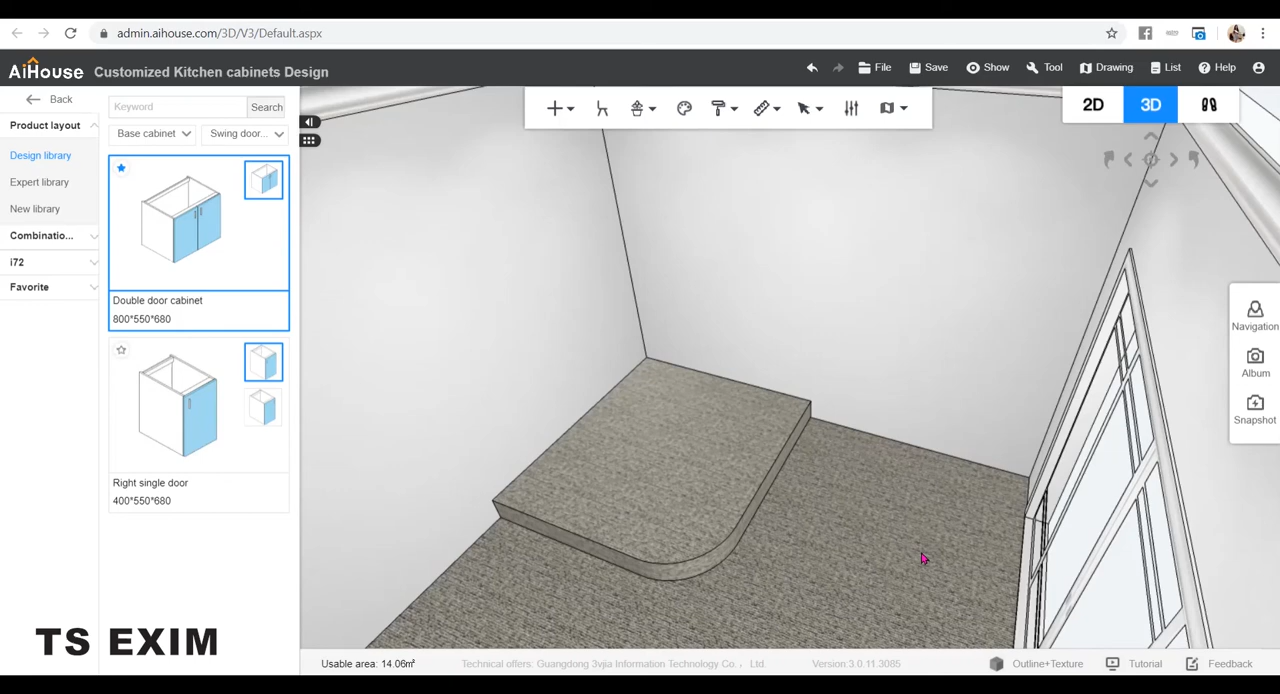 admin.aihouse.com/3D/V3/Default.aspx
AiHouse Customized Kitchen cabinets Design
File Save Show Tool Drawing List Help
Back
Keyword Search
Product layout
Base cabinet Swing door...
Design library
Expert library
New library
Combinatio...
i72
Favorite
Double door cabinet
800*550*680
Right single door
400*550*680
2D 3D
Navigation
Album
Snapshot
TS EXIM
Usable area: 14.06㎡ Technical offers: Guangdong 3vjia Information Technology Co. , Ltd. Version:3.0.11.3085 Outline+Texture Tutorial Feedback